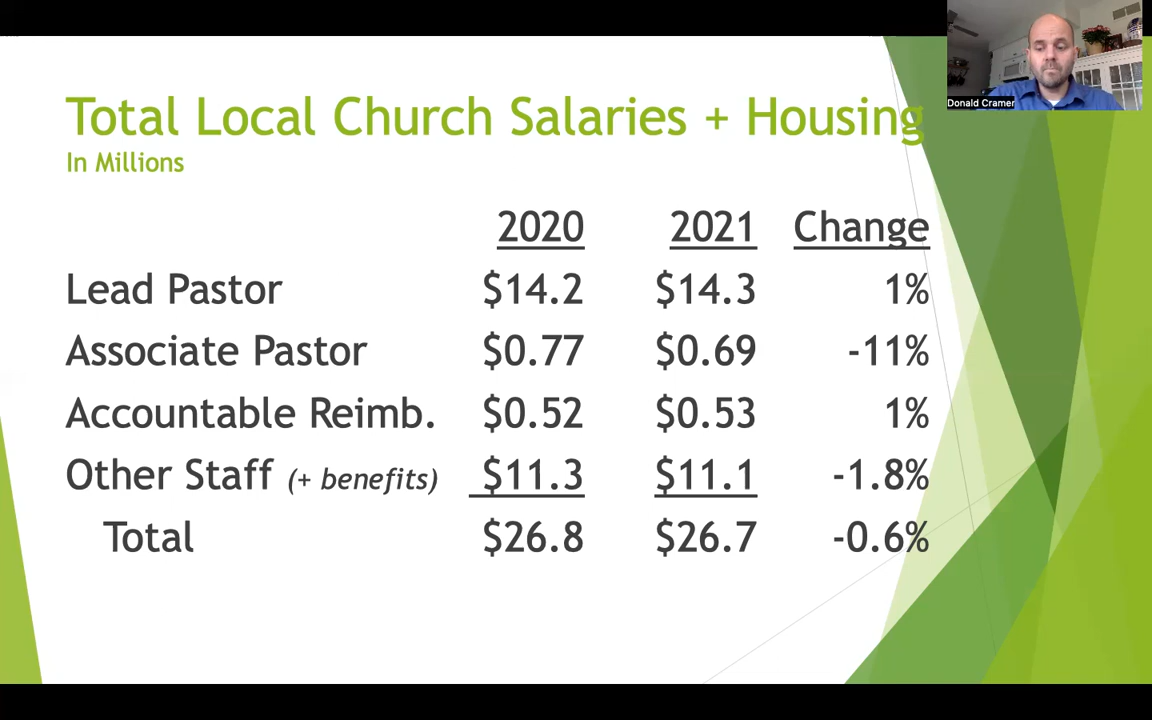 Total Local Church Salaries + Housing
In Millions
2020 2021 Change
Lead Pastor $14.2 $14.3 1%
Associate Pastor $0.77 $0.69 -11%
Accountable Reimb. $0.52 $0.53 1%
Other Staff (+ benefits) $11.3 $11.1 -1.8%
Total $26.8 $26.7 -0.6%
Donald Cramer